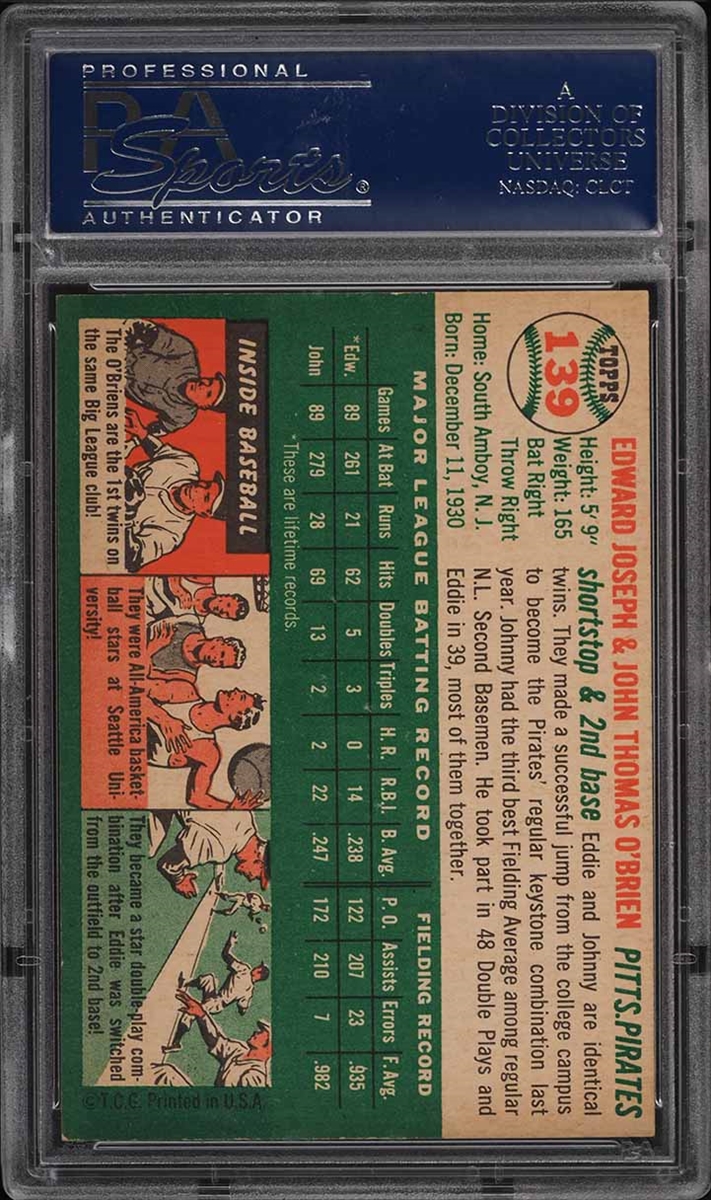 PROFESSIONAL
PSA
Sports®
AUTHENTICATOR
A
DIVISION OF
COLLECTORS
UNIVERSE
NASDAQ: CLCT
TOPPS
139
EDWARD JOSEPH & JOHN THOMAS O'BRIEN PITTS. PIRATES
Height: 5' 9"
Weight: 165
Bat Right
Throw Right
Home: South Amboy, N. J.
Born: December 11, 1930
shortstop & 2nd base Eddie and Johnny are identical
twins. They made a successful jump from the college campus
to become the Pirates' regular keystone combination last
year. Johnny had the third best Fielding Average among regular
N.L. Second Basemen. He took part in 48 Double Plays and
Eddie in 39, most of them together.
MAJOR LEAGUE BATTING RECORD FIELDING RECORD
Games At Bat Runs Hits Doubles Triples H. R. R.B.I. B. Avg. P. O. Assists Errors F. Avg.
*Edw. 89 261 21 62 5 3 0 14 .238 122 207 23 .935
John 89 279 28 69 13 2 2 22 .247 172 210 7 .982
*These are lifetime records.
INSIDE BASEBALL
The O'Briens are the 1st twins on
the same Big League club!
They were All-America basket-
ball stars at Seattle Uni-
versity!
They became a star double-play com-
bination after Eddie was switched
from the outfield to 2nd base!
©T.C.G. Printed in U.S.A.